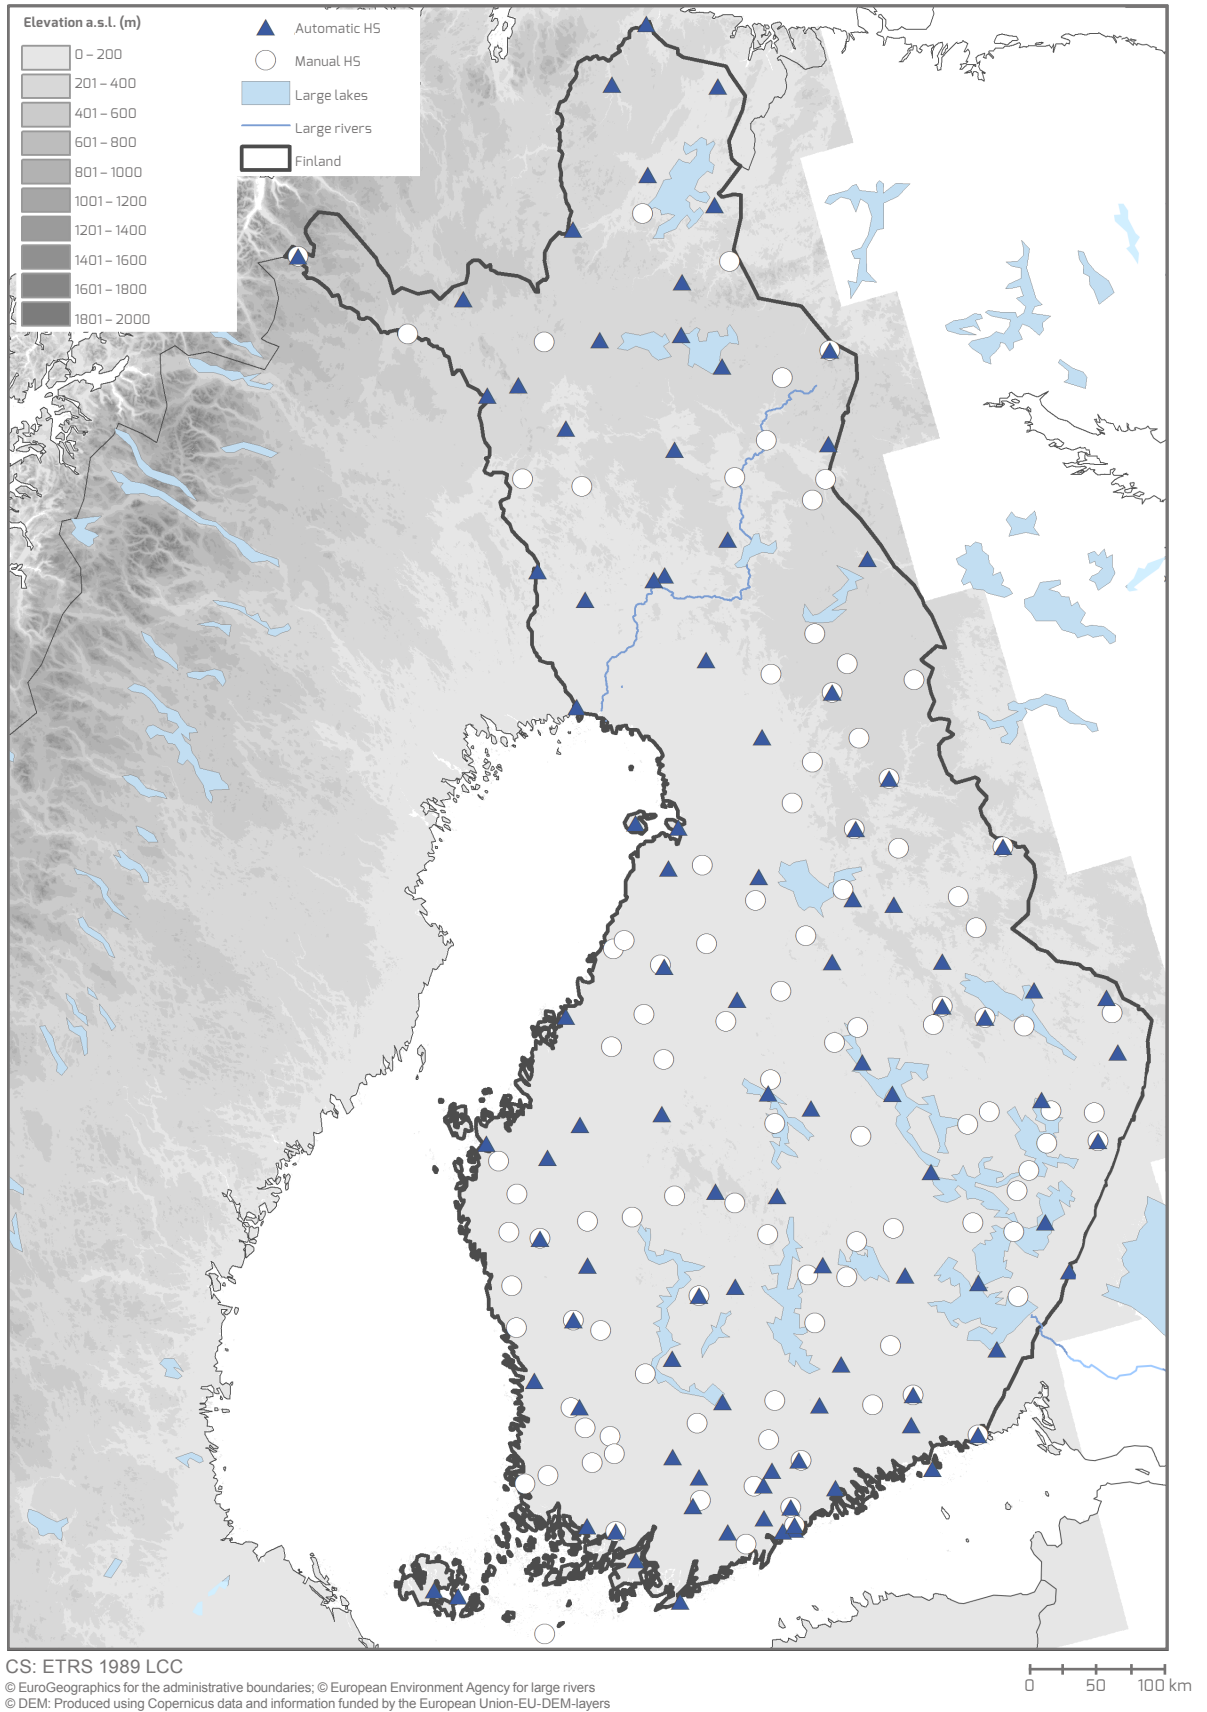 Elevation a.s.l. (m)
0 – 200
201 – 400
401 – 600
601 – 800
801 – 1000
1001 – 1200
1201 – 1400
1401 – 1600
1601 – 1800
1801 – 2000
Automatic HS
Manual HS
Large lakes
Large rivers
Finland
CS: ETRS 1989 LCC
© EuroGeographics for the administrative boundaries; © European Environment Agency for large rivers
© DEM: Produced using Copernicus data and information funded by the European Union-EU-DEM-layers
0 50 100 km